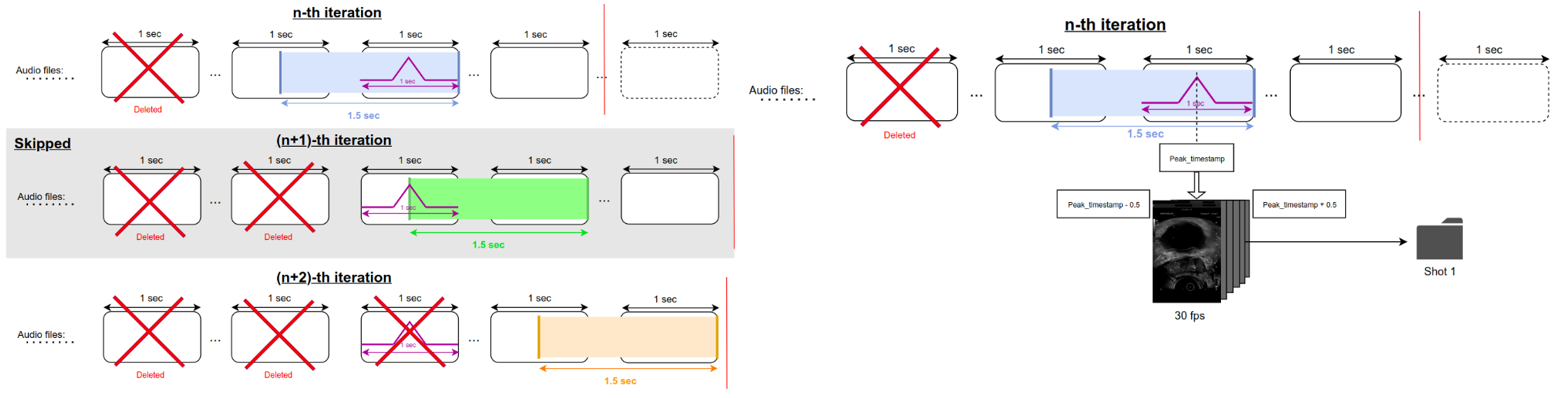 n-th iteration
1 sec
1 sec
1 sec
1 sec
1 sec
Audio files:
.......
...
...
...
1 sec
Deleted
1.5 sec
Skipped
(n+1)-th iteration
1 sec
1 sec
1 sec
1 sec
1 sec
Audio files:
.......
...
...
1 sec
Deleted
Deleted
1.5 sec
(n+2)-th iteration
1 sec
1 sec
1 sec
1 sec
1 sec
Audio files:
.......
...
...
1 sec
Deleted
Deleted
1.5 sec
n-th iteration
1 sec
1 sec
1 sec
1 sec
1 sec
Audio files:
.......
...
...
...
1 sec
Deleted
1.5 sec
Peak_timestamp
Peak_timestamp - 0.5
Peak_timestamp + 0.5
Shot 1
30 fps